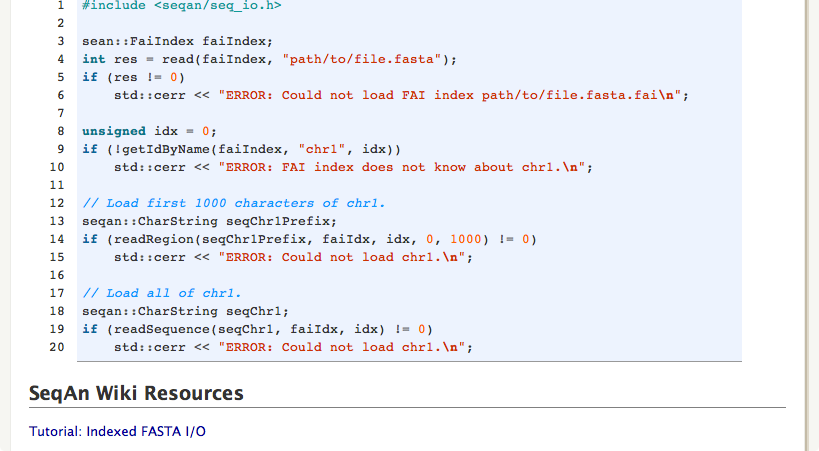 1 #include <seqan/seq_io.h>
2
3 sean::FaiIndex faiIndex;
4 int res = read(faiIndex, "path/to/file.fasta");
5 if (res != 0)
6     std::cerr << "ERROR: Could not load FAI index path/to/file.fasta.fai\n";
7
8 unsigned idx = 0;
9 if (!getIdByName(faiIndex, "chr1", idx))
10     std::cerr << "ERROR: FAI index does not know about chr1.\n";
11
12 // Load first 1000 characters of chr1.
13 seqan::CharString seqChr1Prefix;
14 if (readRegion(seqChr1Prefix, faiIdx, idx, 0, 1000) != 0)
15     std::cerr << "ERROR: Could not load chr1.\n";
16
17 // Load all of chr1.
18 seqan::CharString seqChr1;
19 if (readSequence(seqChr1, faiIdx, idx) != 0)
20     std::cerr << "ERROR: Could not load chr1.\n";
SeqAn Wiki Resources
Tutorial: Indexed FASTA I/O